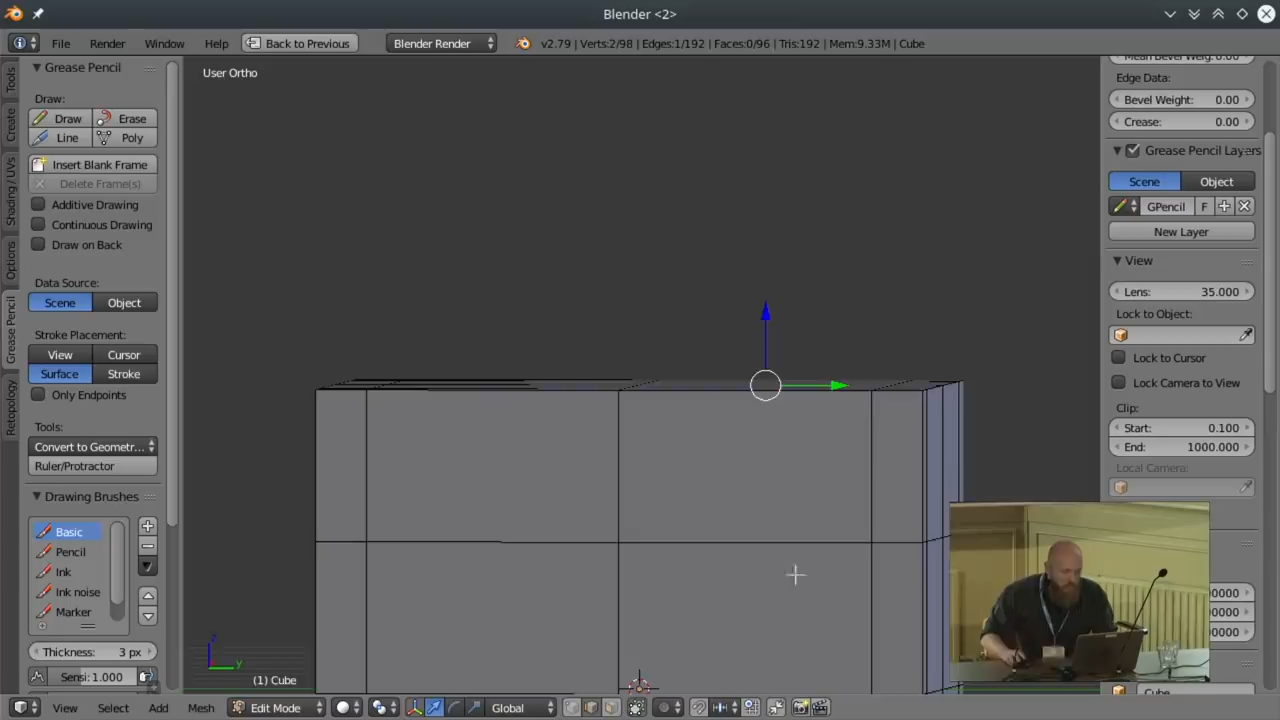 Blender <2>
File Render Window Help Back to Previous Blender Render v2.79 | Verts:2/98 | Edges:1/192 | Faces:0/96 | Tris:192 | Mem:9.33M | Cube
Tools
Create
Shading / UVs
Options
Grease Pencil
Retopology
Grease Pencil
Draw:
Draw Erase
Line Poly
Insert Blank Frame
Delete Frame(s)
Additive Drawing
Continuous Drawing
Draw on Back
Data Source:
Scene Object
Stroke Placement:
View Cursor
Surface Stroke
Only Endpoints
Tools:
Convert to Geometr...
Ruler/Protractor
Drawing Brushes
Basic
Pencil
Ink
Ink noise
Marker
Thickness: 3 px
Sensi: 1.000
User Ortho
z
y
(1) Cube
Edge Data:
Bevel Weight: 0.00
Crease: 0.00
Grease Pencil Layers
Scene Object
GPencil F
New Layer
View
Lens: 35.000
Lock to Object:
Lock to Cursor
Lock Camera to View
Clip:
Start: 0.100
End: 1000.000
Local Camera:
Cube
View Select Add Mesh Edit Mode Global